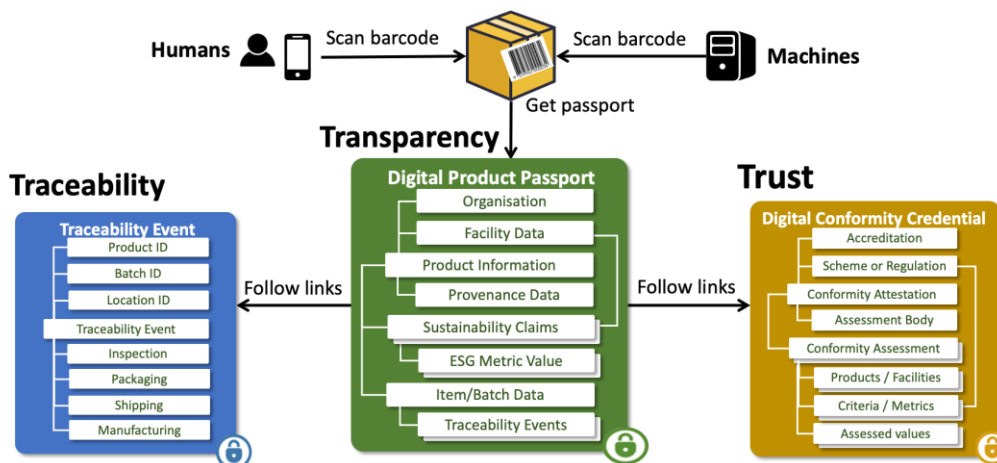 Humans
Scan barcode
Scan barcode
Machines
Get passport
Transparency
Traceability
Trust
Traceability Event
Product ID
Batch ID
Location ID
Traceability Event
Inspection
Packaging
Shipping
Manufacturing
Follow links
Digital Product Passport
Organisation
Facility Data
Product Information
Provenance Data
Sustainability Claims
ESG Metric Value
Item/Batch Data
Traceability Events
Follow links
Digital Conformity Credential
Accreditation
Scheme or Regulation
Conformity Attestation
Assessment Body
Conformity Assessment
Products / Facilities
Criteria / Metrics
Assessed values